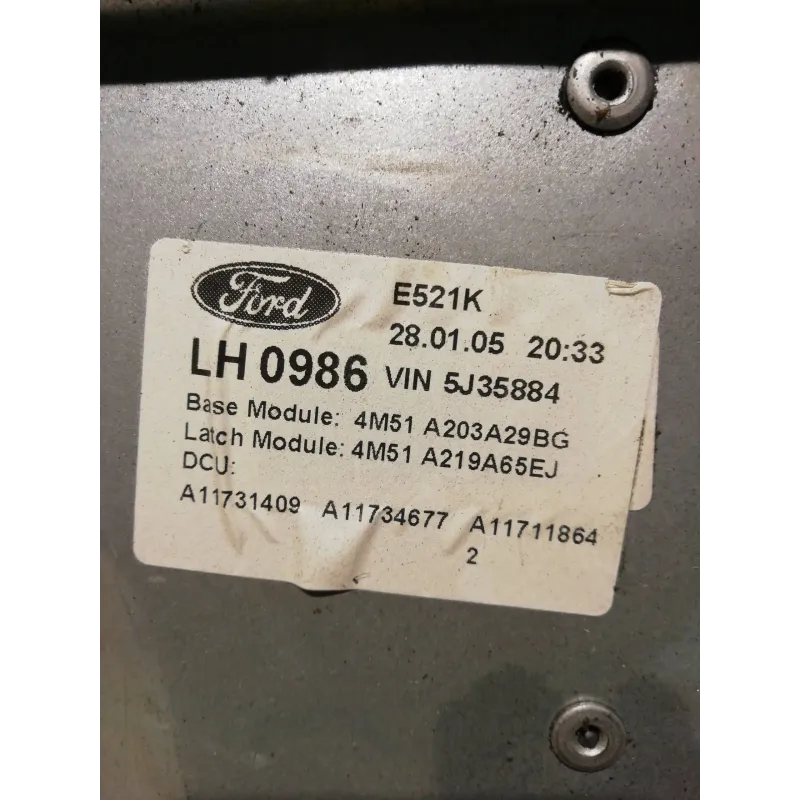 Ford
E521K
28.01.05 20:33
LH 0986 VIN 5J35884
Base Module: 4M51 A203A29BG
Latch Module: 4M51 A219A65EJ
DCU:
A11731409 A11734677 A11711864
2